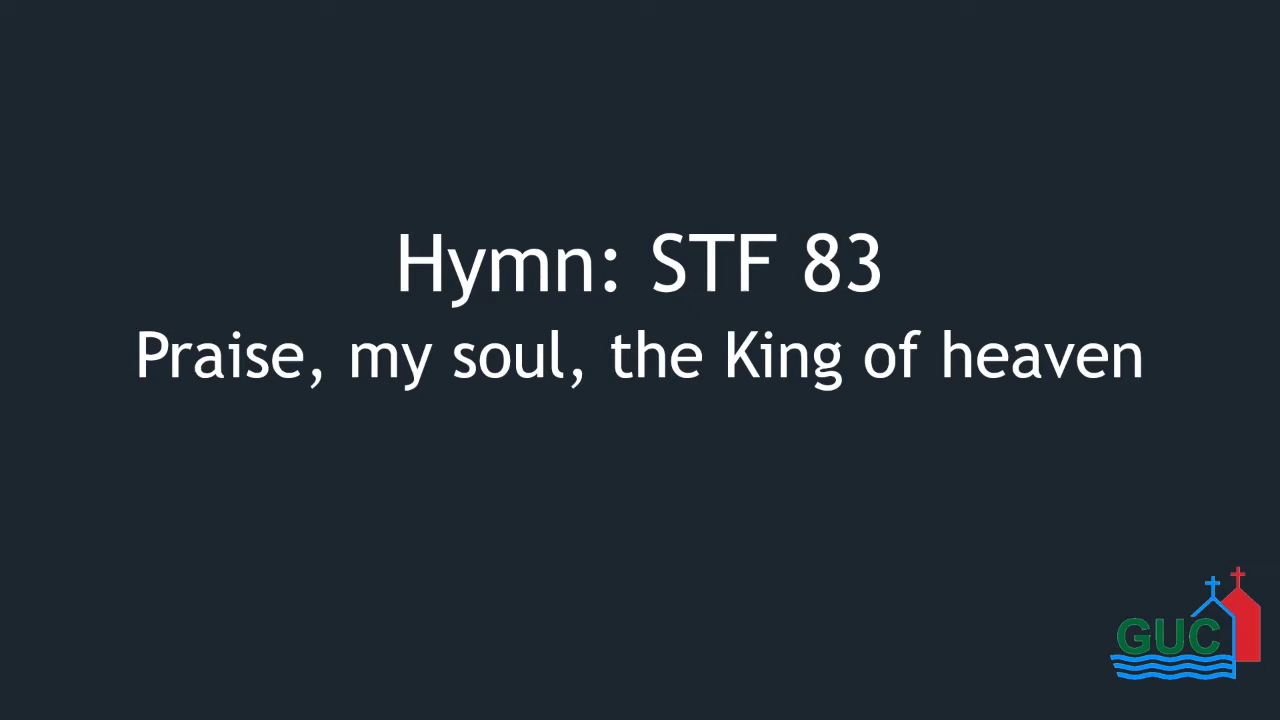 Hymn: STF 83
Praise, my soul, the King of heaven
GUC